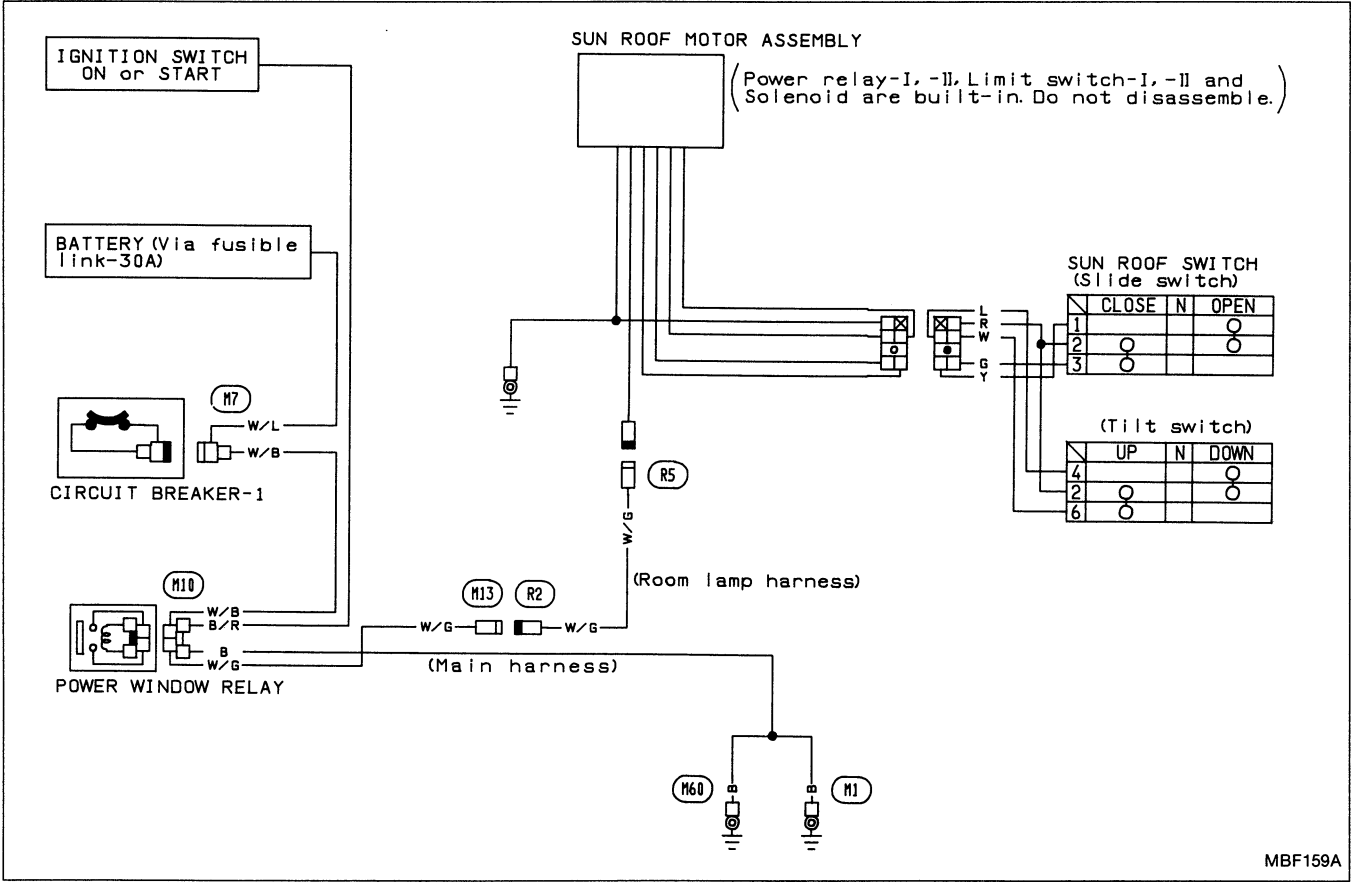 IGNITION SWITCH
ON or START
SUN ROOF MOTOR ASSEMBLY
(Power relay-I, -II, Limit switch-I, -II and
Solenoid are built-in. Do not disassemble.)
BATTERY (Via fusible
link-30A)
SUN ROOF SWITCH
(Slide switch)
CLOSE N OPEN
1
2
3
L
R
W
G
Y
(Tilt switch)
UP N DOWN
4
2
6
M7
W/L
W/B
CIRCUIT BREAKER-1
R5
W/G
(Room lamp harness)
M10
W/B
B/R
B
W/G
POWER WINDOW RELAY
M13 R2
W/G W/G
(Main harness)
M60 B B M1
MBF159A